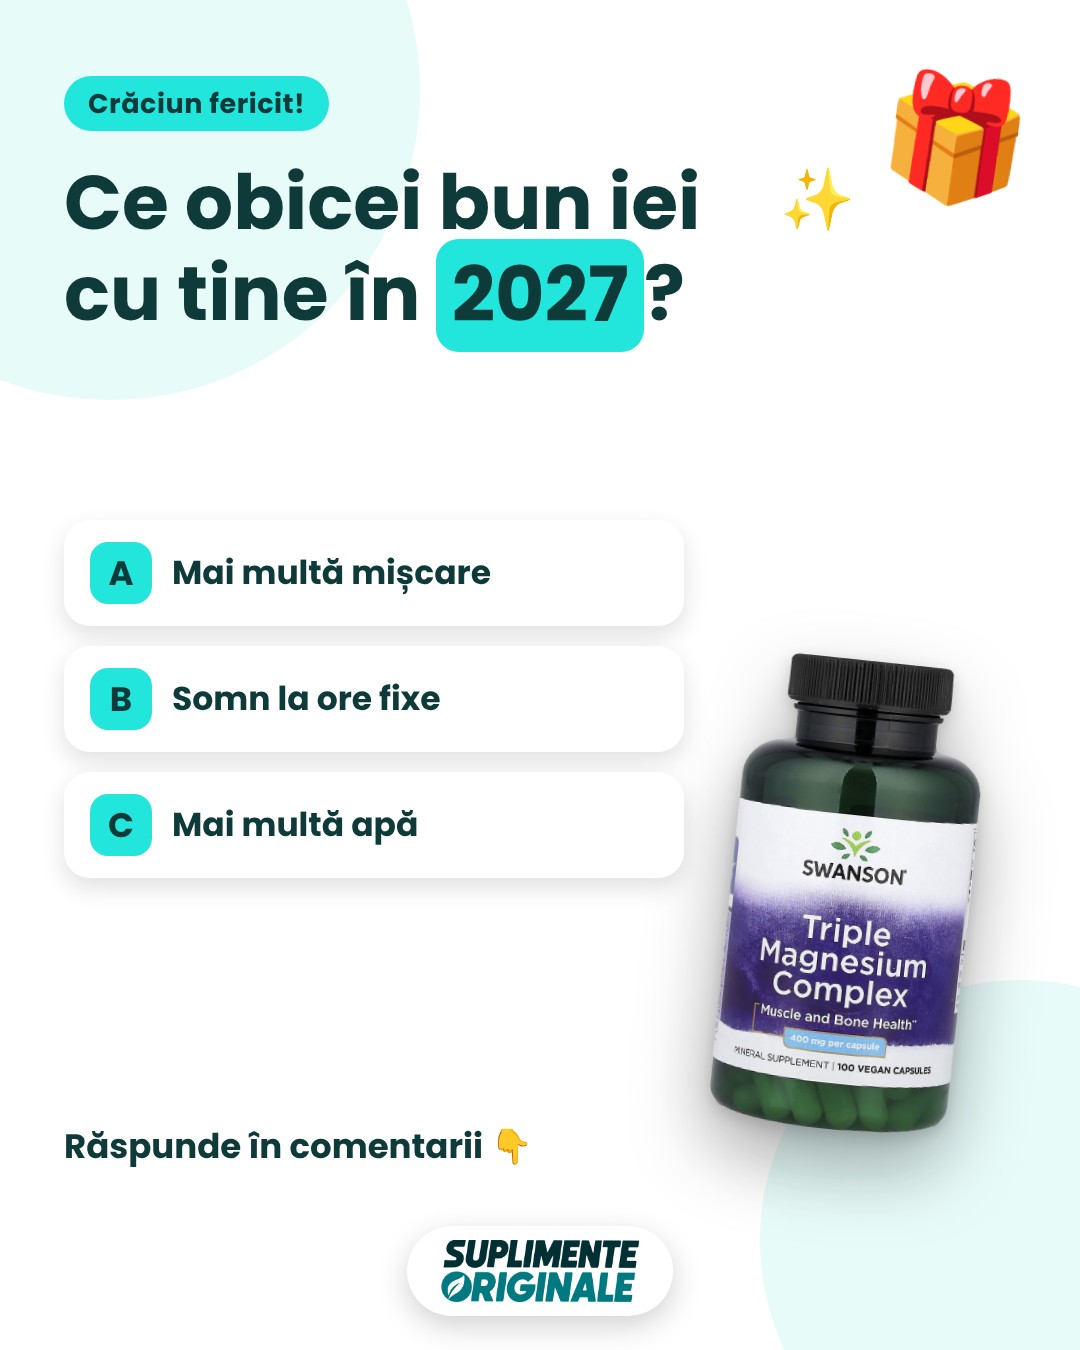 Crăciun fericit!
Ce obicei bun iei
cu tine în 2027?
A Mai multă mișcare
B Somn la ore fixe
C Mai multă apă
SWANSON
Triple
Magnesium
Complex
Muscle and Bone Health
400 mg per capsule
MINERAL SUPPLEMENT | 100 VEGAN CAPSULES
Răspunde în comentarii
SUPLIMENTE
ORIGINALE